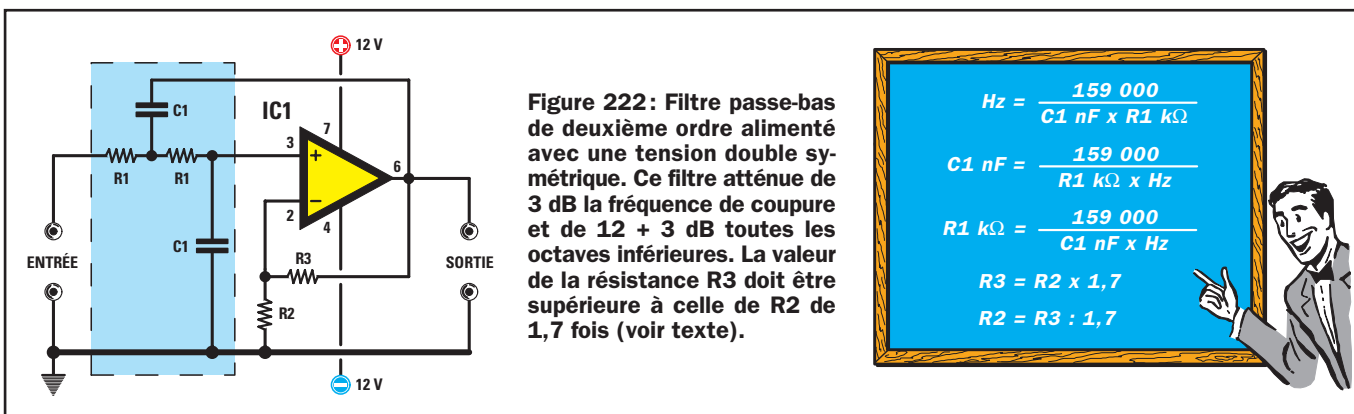 12 V
C1
IC1
7
3
+
R1
R1
6
−
2
4
C1
R3
ENTRÉE
SORTIE
R2
12 V
Figure 222 : Filtre passe-bas
de deuxième ordre alimenté
avec une tension double sy-
métrique. Ce filtre atténue de
3 dB la fréquence de coupure
et de 12 + 3 dB toutes les
octaves inférieures. La valeur
de la résistance R3 doit être
supérieure à celle de R2 de
1,7 fois (voir texte).
Hz = 159 000
C1 nF x R1 kΩ
C1 nF = 159 000
R1 kΩ x Hz
R1 kΩ = 159 000
C1 nF x Hz
R3 = R2 x 1,7
R2 = R3 : 1,7